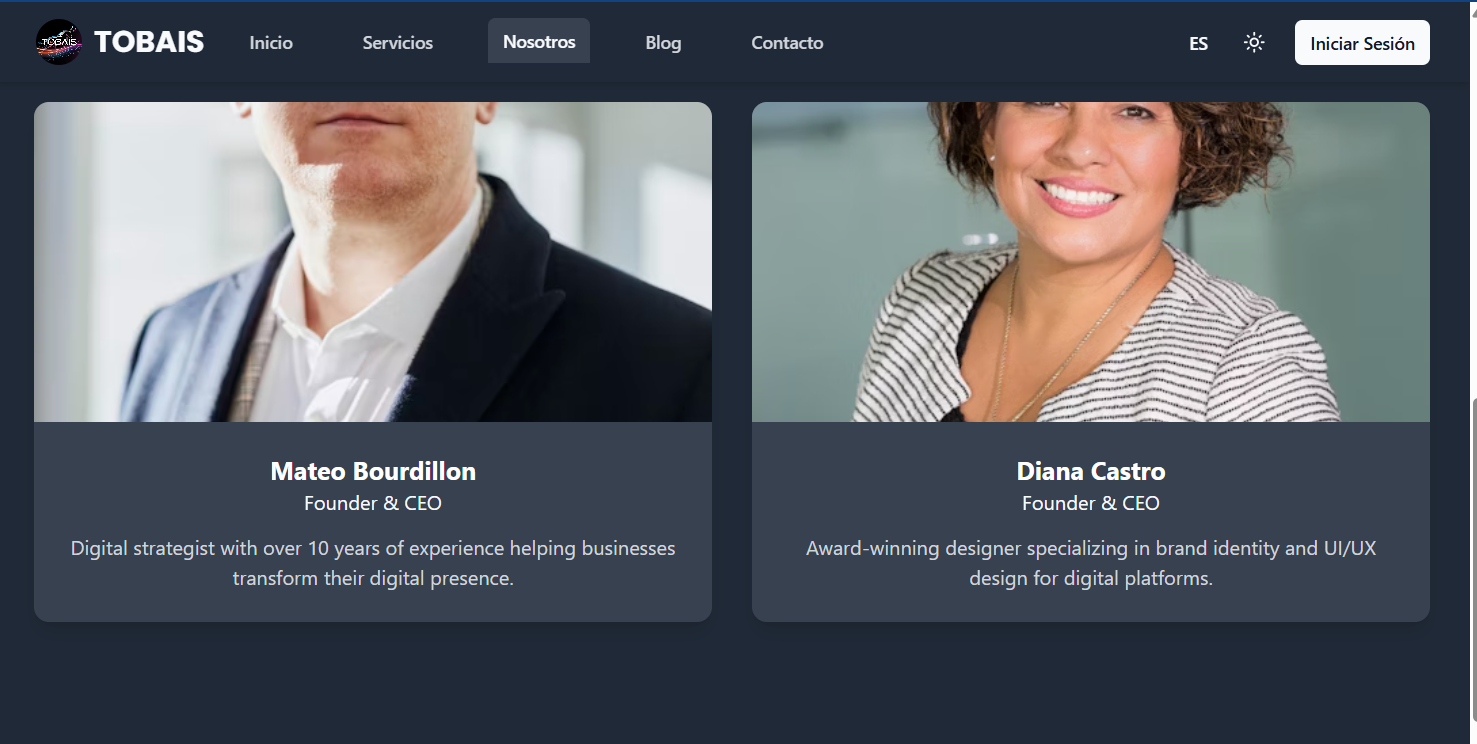 TOBAIS
TOBAIS
Inicio
Servicios
Nosotros
Blog
Contacto
ES
Iniciar Sesión
Mateo Bourdillon
Founder & CEO
Digital strategist with over 10 years of experience helping businesses
transform their digital presence.
Diana Castro
Founder & CEO
Award-winning designer specializing in brand identity and UI/UX
design for digital platforms.